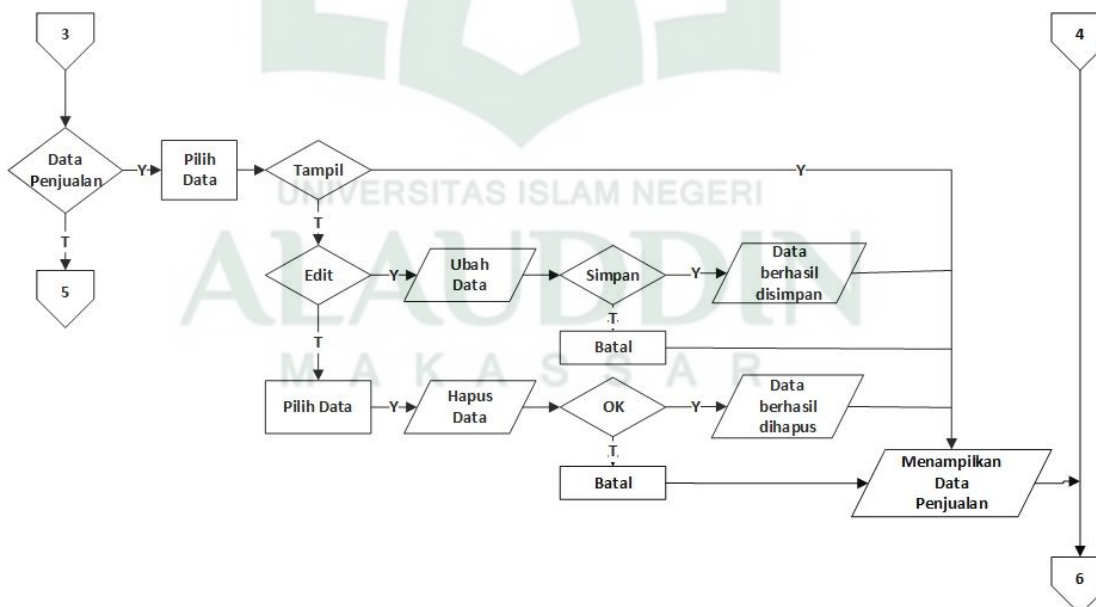 3
4
Data
Penjualan
Y
Pilih
Data
Tampil
Y
UNIVERSITAS ISLAM NEGERI
T
T
5
Edit
Y
Ubah
Data
Simpan
Y
Data
berhasil
disimpan
ALAUDDIN
T
T
Batal
MAKASSAR
Pilih Data
Y
Hapus
Data
OK
Y
Data
berhasil
dihapus
T
Batal
Menampilkan
Data
Penjualan
6